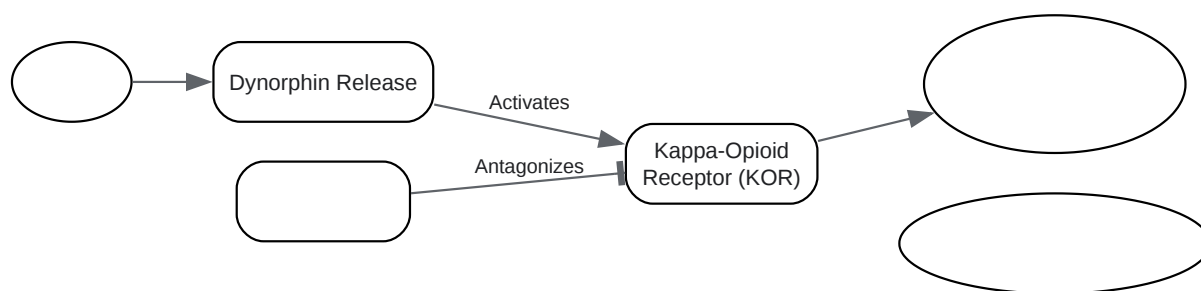 Dynorphin Release
Activates
Antagonizes
Kappa-Opioid
Receptor (KOR)